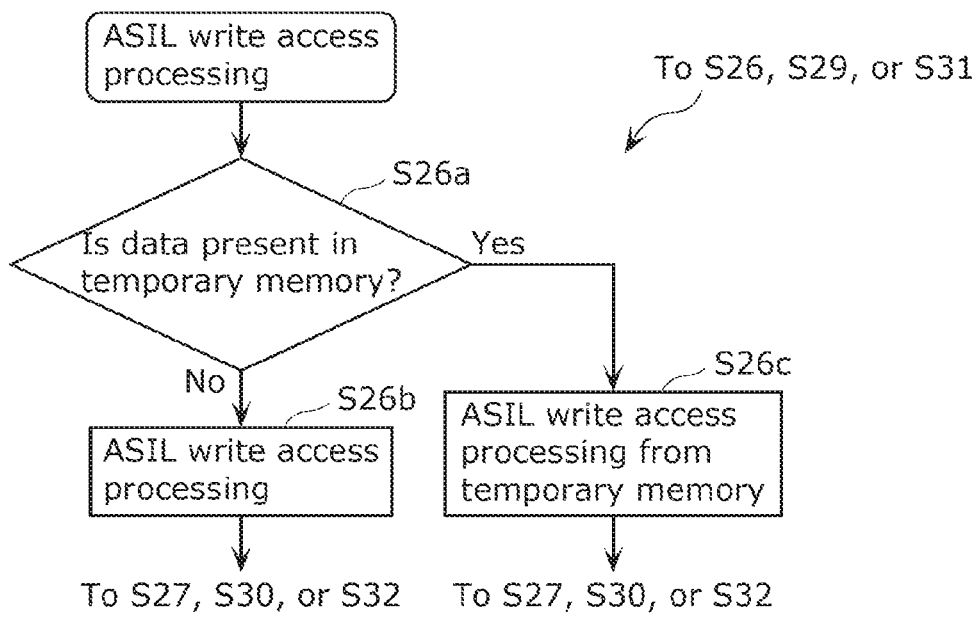 ASIL write access
processing
To S26, S29, or S31
S26a
Is data present in
temporary memory?
Yes
No
S26b
S26c
ASIL write access
processing
ASIL write access
processing from
temporary memory
To S27, S30, or S32
To S27, S30, or S32